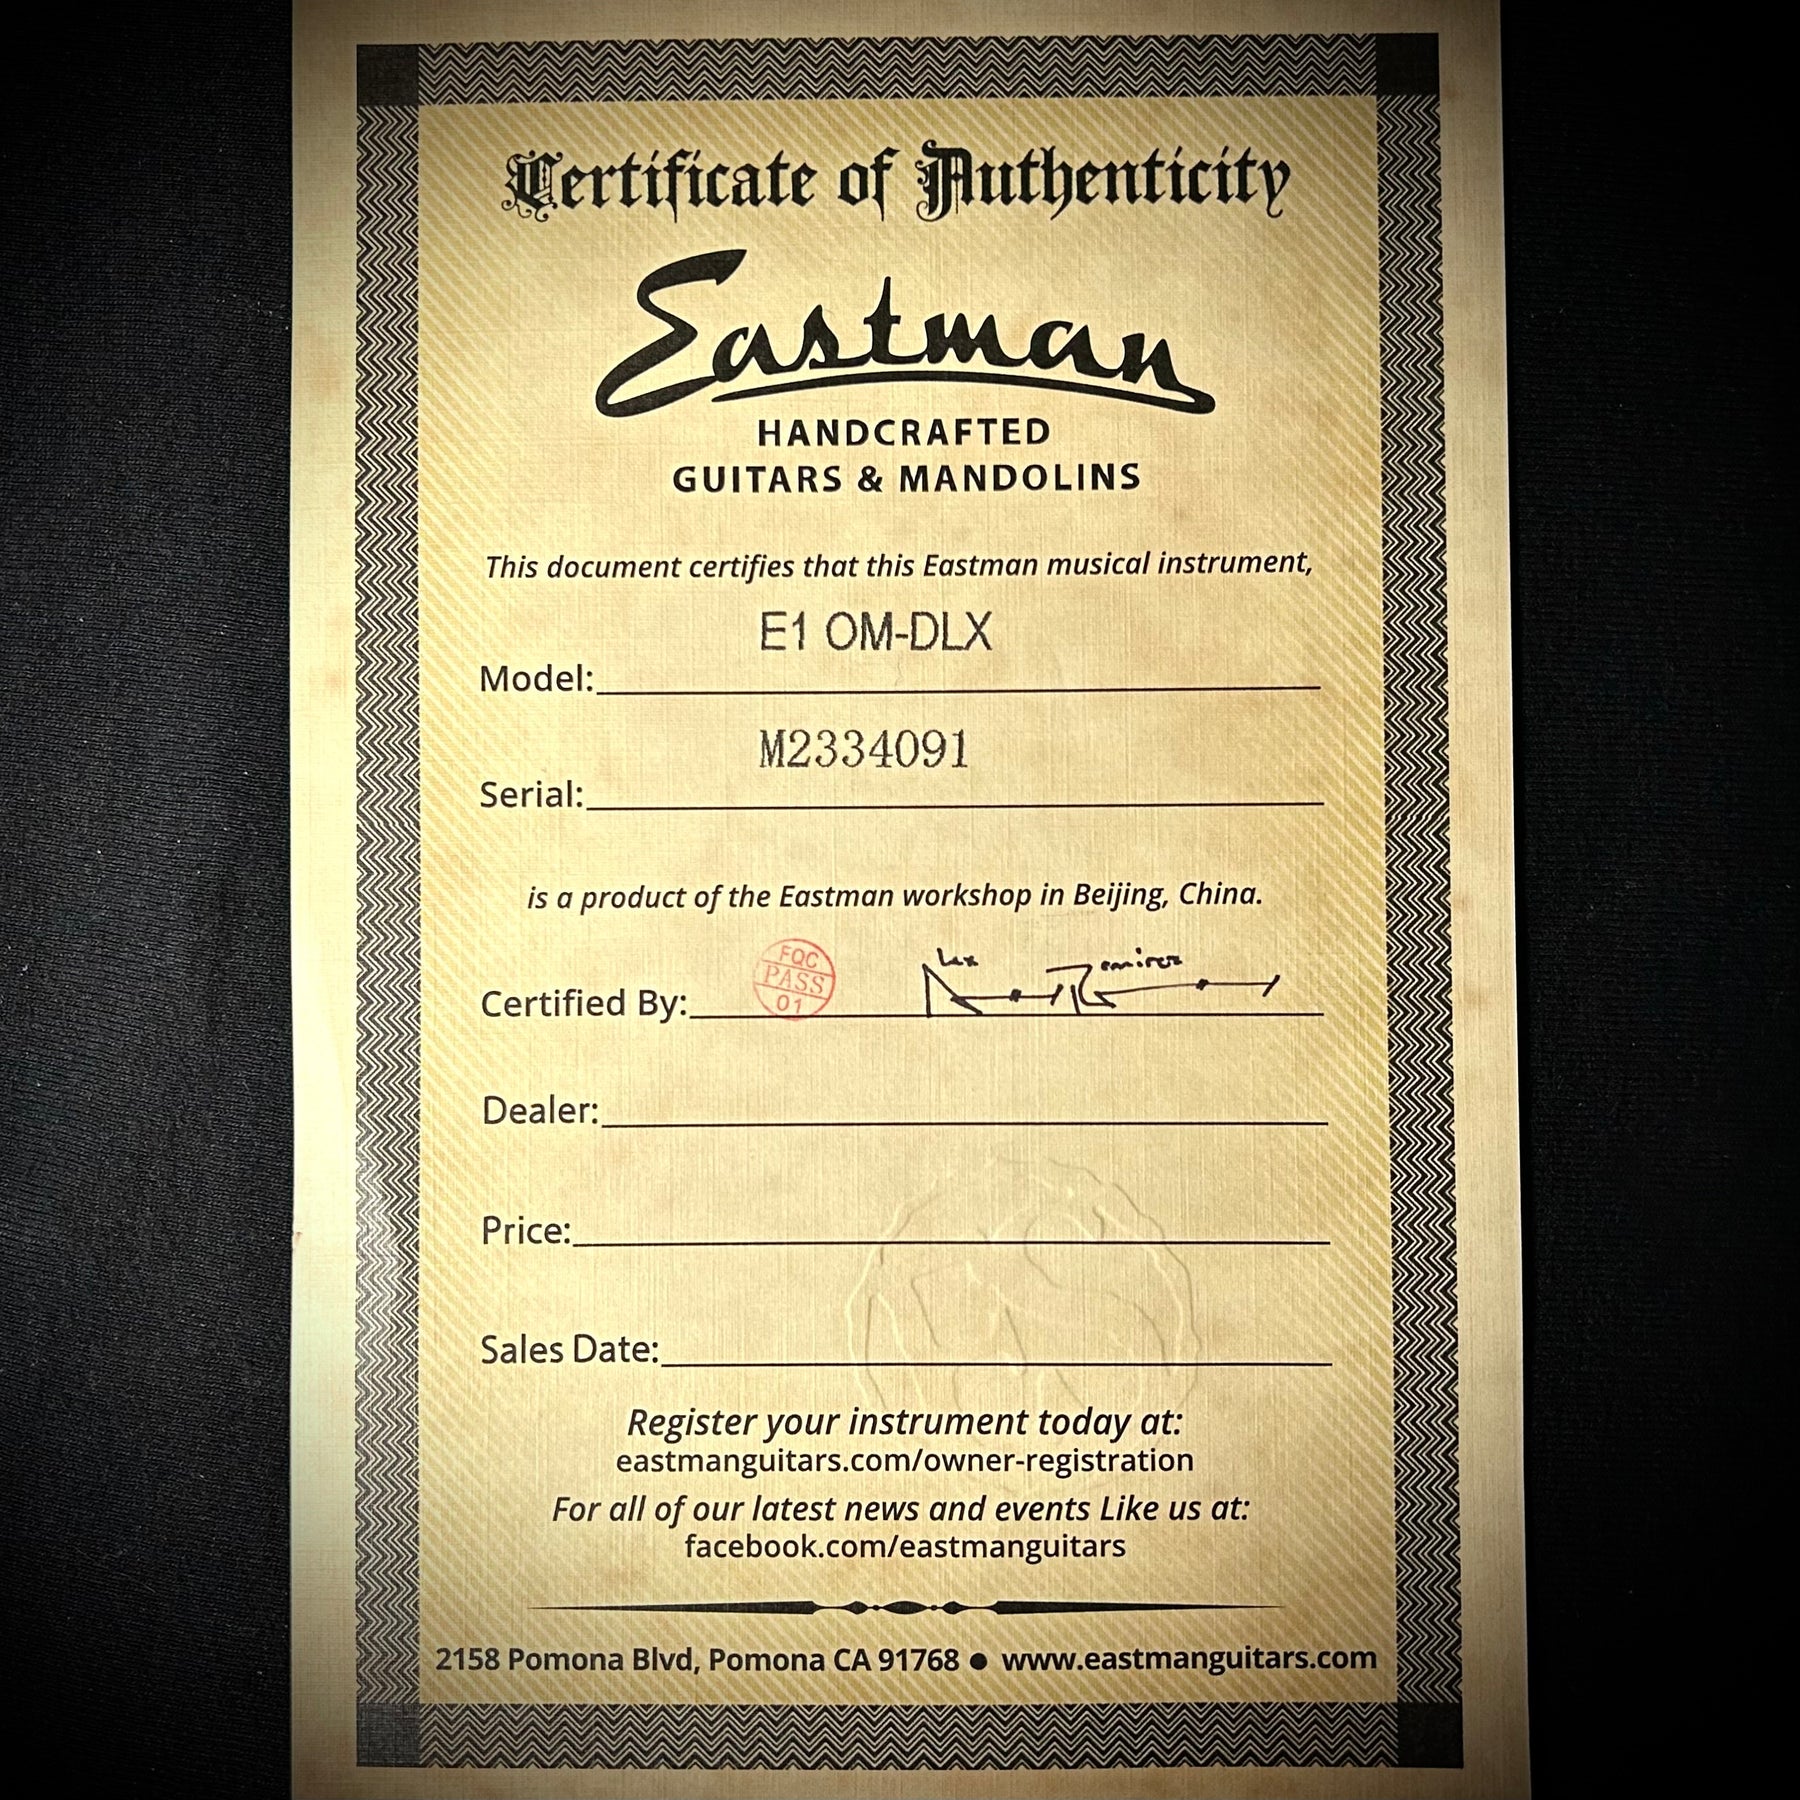 Certificate of Authenticity
Eastman
HANDCRAFTED
GUITARS & MANDOLINS
This document certifies that this Eastman musical instrument,
E1 OM-DLX
Model:
M2334091
Serial:
is a product of the Eastman workshop in Beijing, China.
FQC
PASS
01
Certified By:
Dealer:
Price:
Sales Date:
Register your instrument today at:
eastmanguitars.com/owner-registration
For all of our latest news and events Like us at:
facebook.com/eastmanguitars
2158 Pomona Blvd, Pomona CA 91768 ● www.eastmanguitars.com